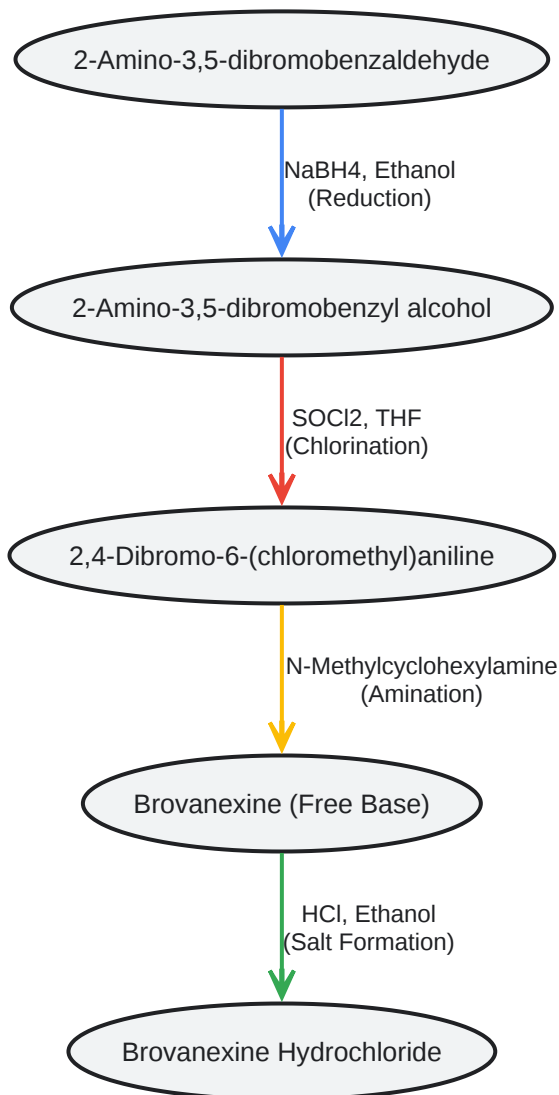 2-Amino-3,5-dibromobenzaldehyde
NaBH4, Ethanol
(Reduction)
2-Amino-3,5-dibromobenzyl alcohol
SOCl2, THF
(Chlorination)
2,4-Dibromo-6-(chloromethyl)aniline
N-Methylcyclohexylamine
(Amination)
Brovanexine (Free Base)
HCl, Ethanol
(Salt Formation)
Brovanexine Hydrochloride